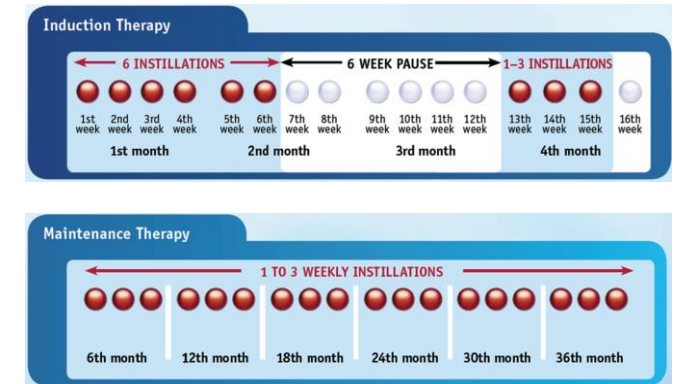 Induction Therapy
6 INSTILLATIONS 6 WEEK PAUSE 1–3 INSTILLATIONS
1st 2nd 3rd 4th 5th 6th 7th 8th 9th 10th 11th 12th 13th 14th 15th 16th
week week week week week week week week week week week week week week week week
1st month 2nd month 3rd month 4th month
Maintenance Therapy
1 TO 3 WEEKLY INSTILLATIONS
6th month 12th month 18th month 24th month 30th month 36th month